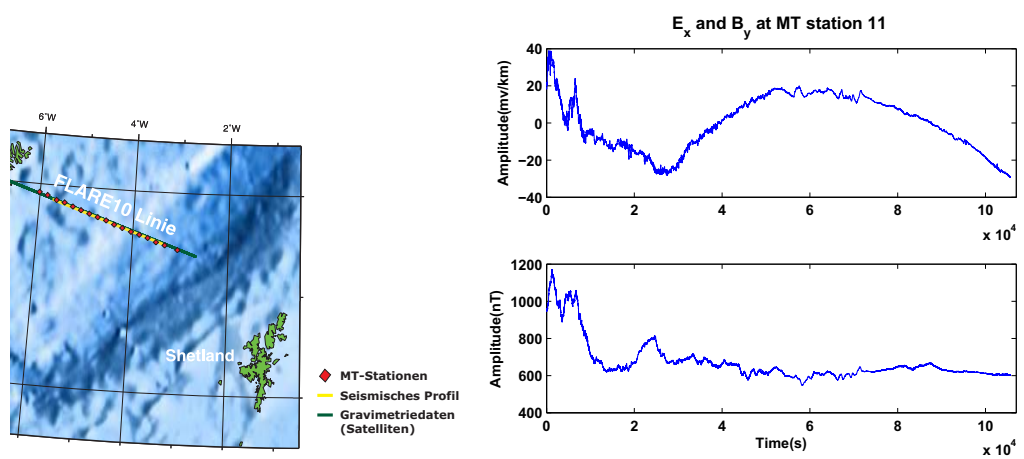 6°W
4°W
2°W
FLARE10 Linie
Shetland
MT-Stationen
Seismisches Profil
Gravimetriedaten
(Satelliten)
E_x and B_y at MT station 11
Amplitude(mv/km)
40
20
0
−20
−40
0
2
4
6
8
10
x 10^4
Amplitude(nT)
1200
1000
800
600
400
0
2
4
6
8
10
Time(s)
x 10^4